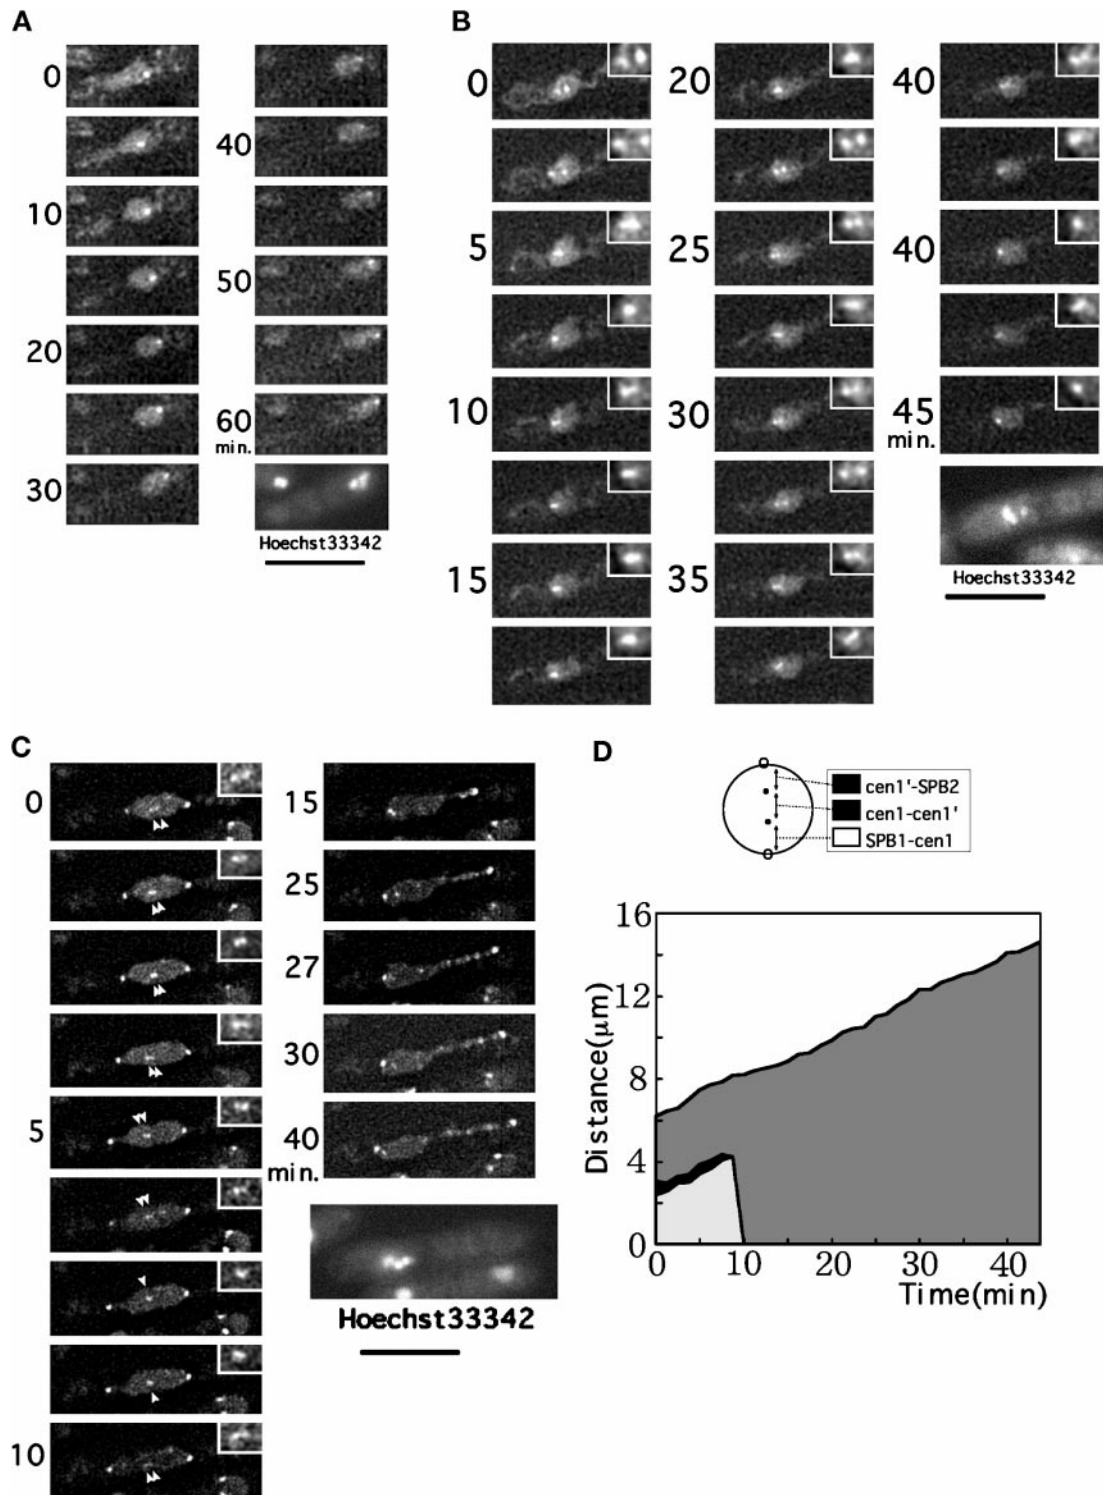 A
0
10
20
30
40
50
60
min.
Hoechst33342
B
0
5
10
15
20
25
30
35
40
40
45
min.
Hoechst33342
C
0
5
10
15
25
27
30
40
min.
Hoechst33342
D
cen1'-SPB2
cen1-cen1'
SPB1-cen1
16
12
8
4
0
Distance(µm)
0 10 20 30 40
Time(min)